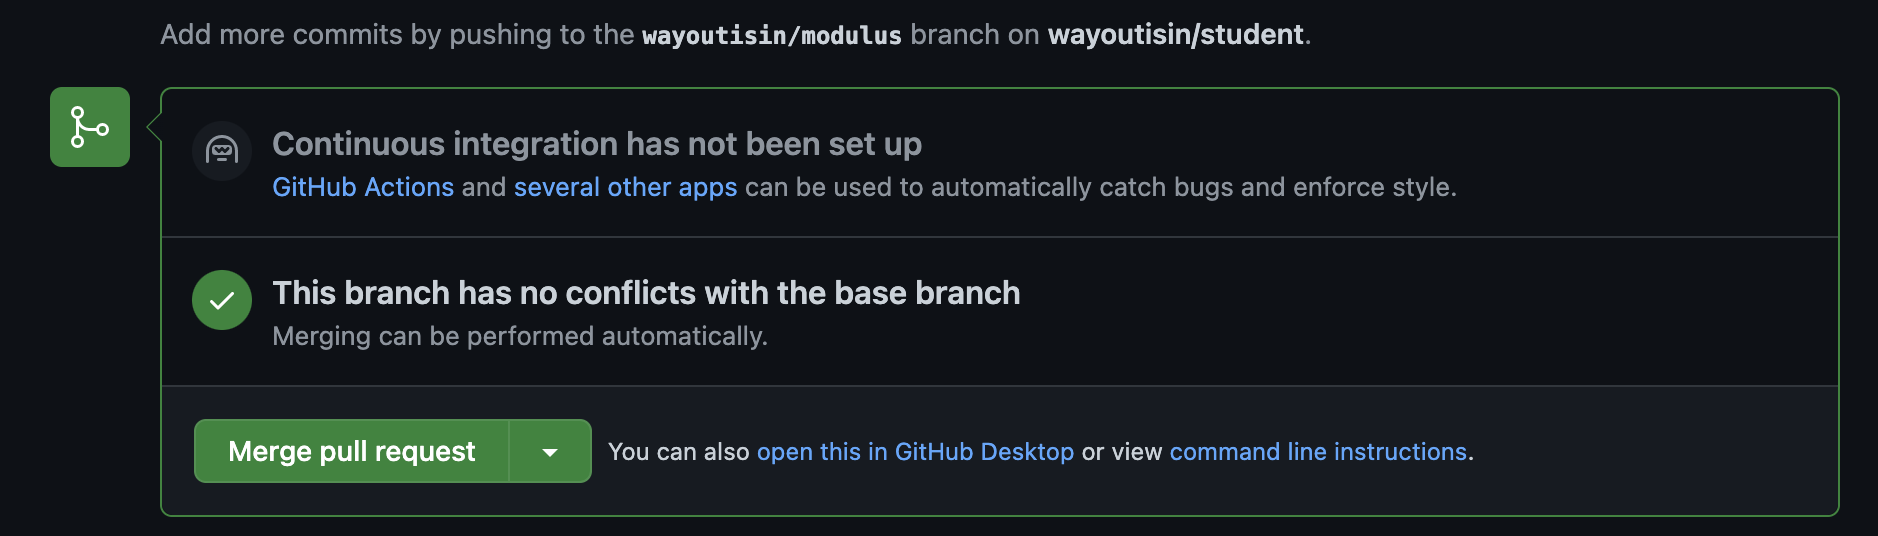 Add more commits by pushing to the wayoutisin/modulus branch on wayoutisin/student.
Continuous integration has not been set up
GitHub Actions and several other apps can be used to automatically catch bugs and enforce style.
This branch has no conflicts with the base branch
Merging can be performed automatically.
Merge pull request You can also open this in GitHub Desktop or view command line instructions.